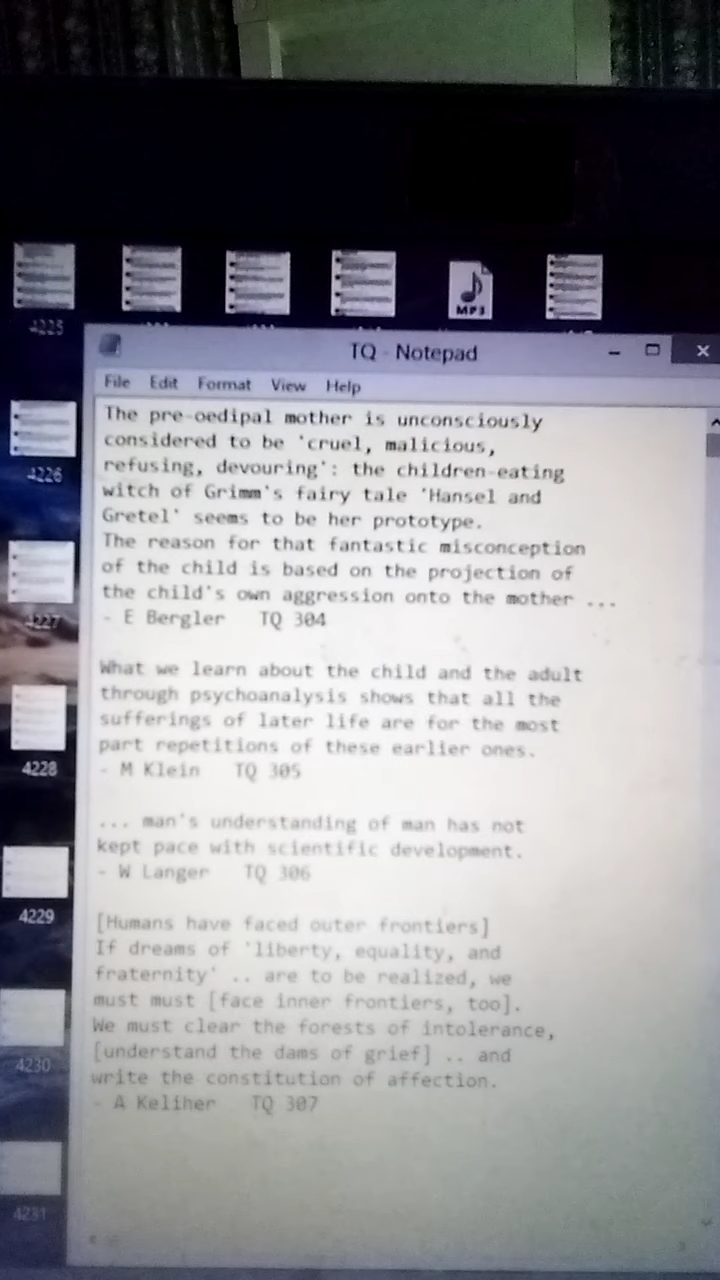 MP3
4225
TQ - Notepad
File Edit Format View Help
The pre-oedipal mother is unconsciously
considered to be 'cruel, malicious,
refusing, devouring': the children-eating
witch of Grimm's fairy tale 'Hansel and
Gretel' seems to be her prototype.
The reason for that fantastic misconception
of the child is based on the projection of
the child's own aggression onto the mother ...
- E Bergler TQ 304
What we learn about the child and the adult
through psychoanalysis shows that all the
sufferings of later life are for the most
part repetitions of these earlier ones.
- M Klein TQ 305
... man's understanding of man has not
kept pace with scientific development.
- W Langer TQ 306
[Humans have faced outer frontiers]
If dreams of 'liberty, equality, and
fraternity' .. are to be realized, we
must must [face inner frontiers, too].
We must clear the forests of intolerance,
[understand the dams of grief] .. and
write the constitution of affection.
- A Keliher TQ 307
4226
4227
4228
4229
4230
4231